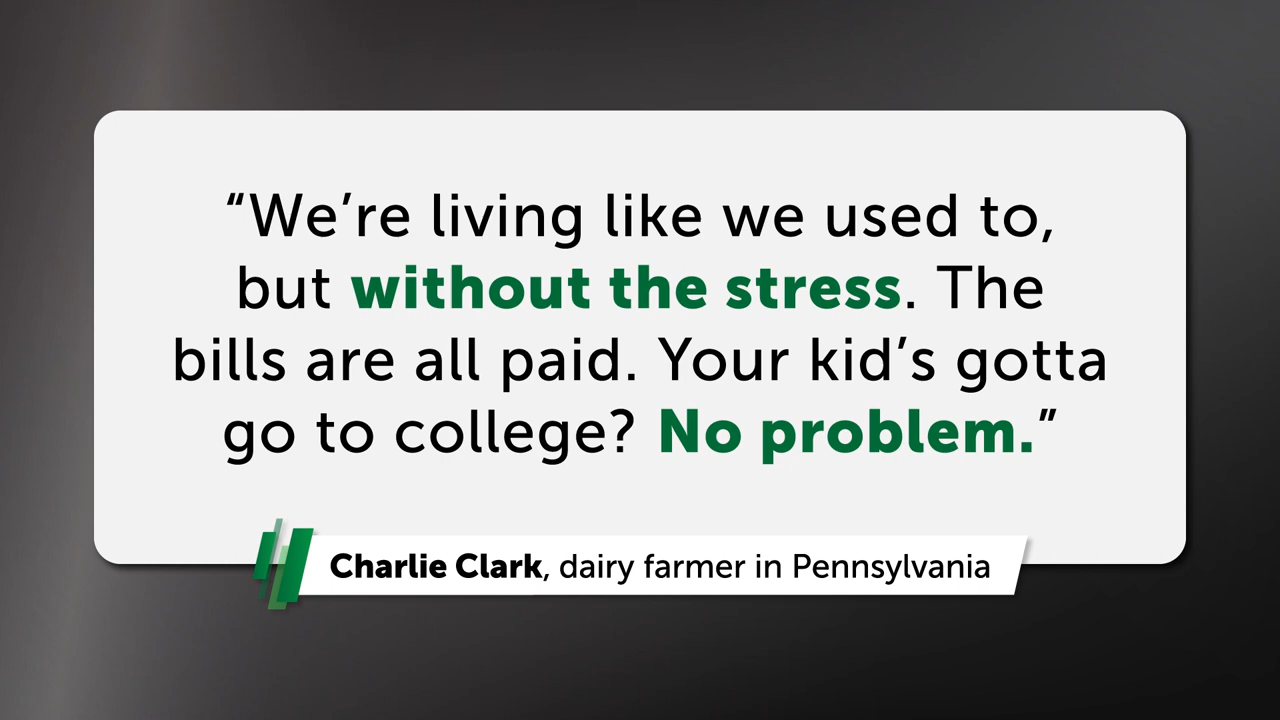 “We’re living like we used to,
but without the stress. The
bills are all paid. Your kid’s gotta
go to college? No problem.”
Charlie Clark, dairy farmer in Pennsylvania